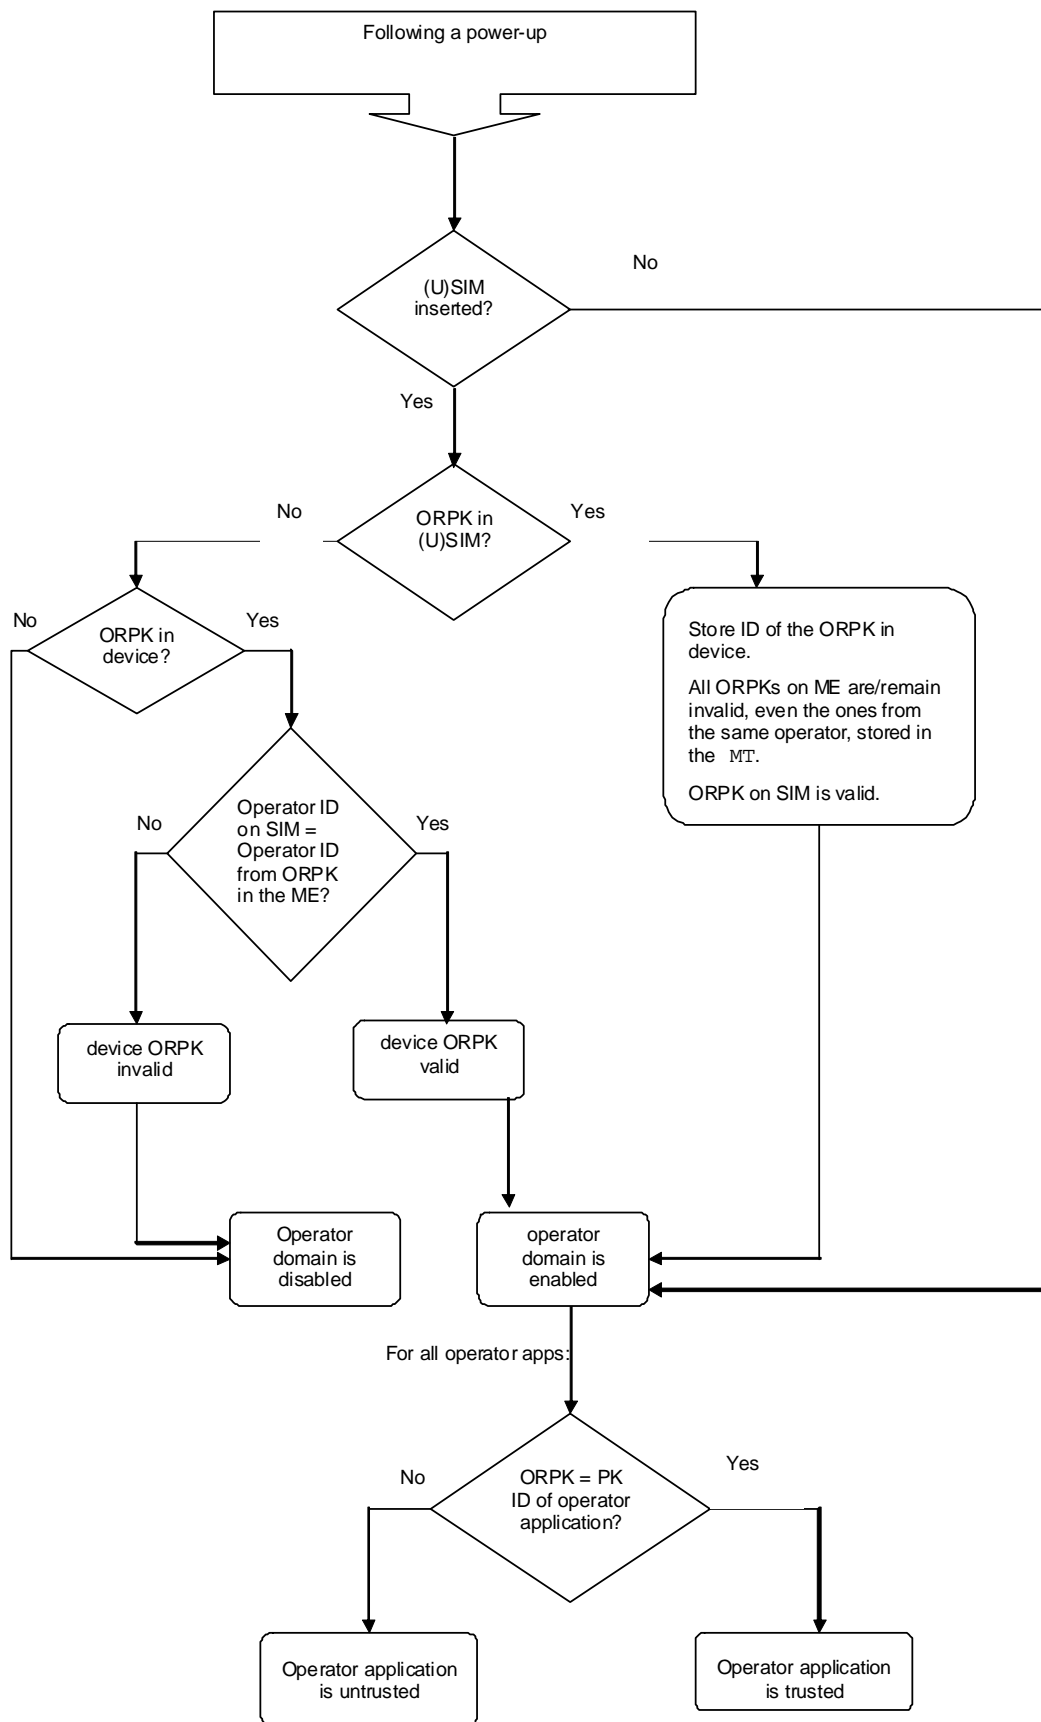 Following a power-up
No
(U)SIM
inserted?
Yes
No
ORPK in
(U)SIM?
Yes
No
ORPK in
device?
Yes
Store ID of the ORPK in
device.
All ORPKs on ME are/remain
invalid, even the ones from
the same operator, stored in
the MT.
ORPK on SIM is valid.
No
Operator ID
on SIM =
Operator ID
from ORPK
in the ME?
Yes
device ORPK
invalid
device ORPK
valid
Operator
domain is
disabled
operator
domain is
enabled
For all operator apps:
No
ORPK = PK
ID of operator
application?
Yes
Operator application
is untrusted
Operator application
is trusted